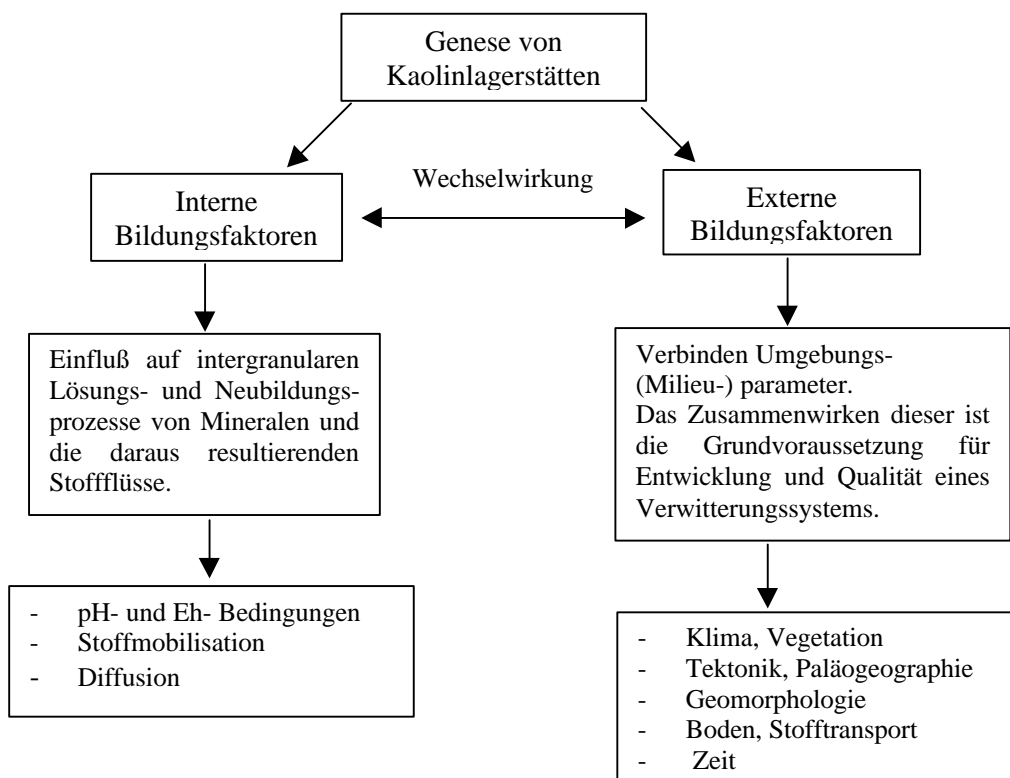 Genese von
Kaolinlagerstätten
Wechselwirkung
Interne
Bildungsfaktoren
Externe
Bildungsfaktoren
Einfluß auf intergranularen
Lösungs- und Neubildungs-
prozesse von Mineralen und
die daraus resultierenden
Stoffflüsse.
Verbinden Umgebungs-
(Milieu-) parameter.
Das Zusammenwirken dieser ist
die Grundvoraussetzung für
Entwicklung und Qualität eines
Verwitterungssystems.
- pH- und Eh- Bedingungen
- Stoffmobilisation
- Diffusion
- Klima, Vegetation
- Tektonik, Paläogeographie
- Geomorphologie
- Boden, Stofftransport
- Zeit